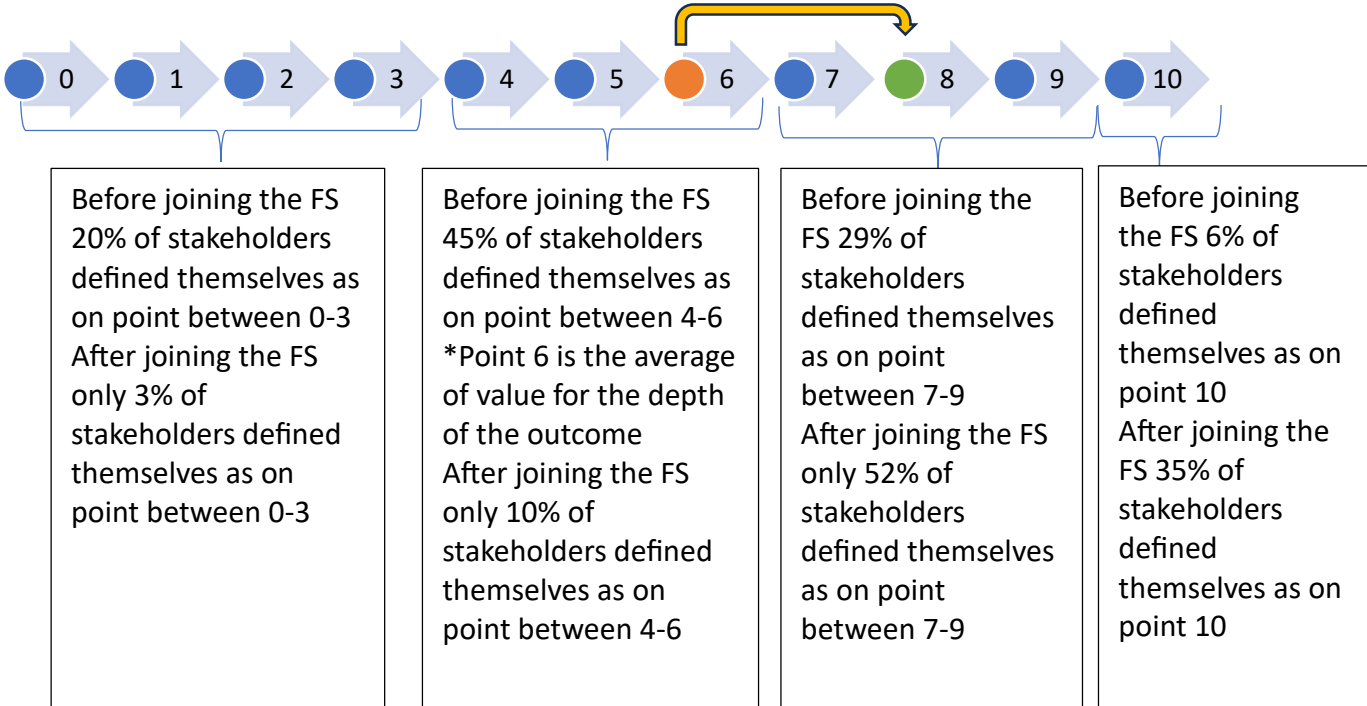 0 1 2 3 4 5 6 7 8 9 10
Before joining the FS
20% of stakeholders
defined themselves as
on point between 0-3
After joining the FS
only 3% of
stakeholders defined
themselves as on
point between 0-3
Before joining the FS
45% of stakeholders
defined themselves as
on point between 4-6
*Point 6 is the average
of value for the depth
of the outcome
After joining the FS
only 10% of
stakeholders defined
themselves as on
point between 4-6
Before joining the
FS 29% of
stakeholders
defined themselves
as on point
between 7-9
After joining the FS
only 52% of
stakeholders
defined themselves
as on point
between 7-9
Before joining
the FS 6% of
stakeholders
defined
themselves as on
point 10
After joining the
FS 35% of
stakeholders
defined
themselves as on
point 10